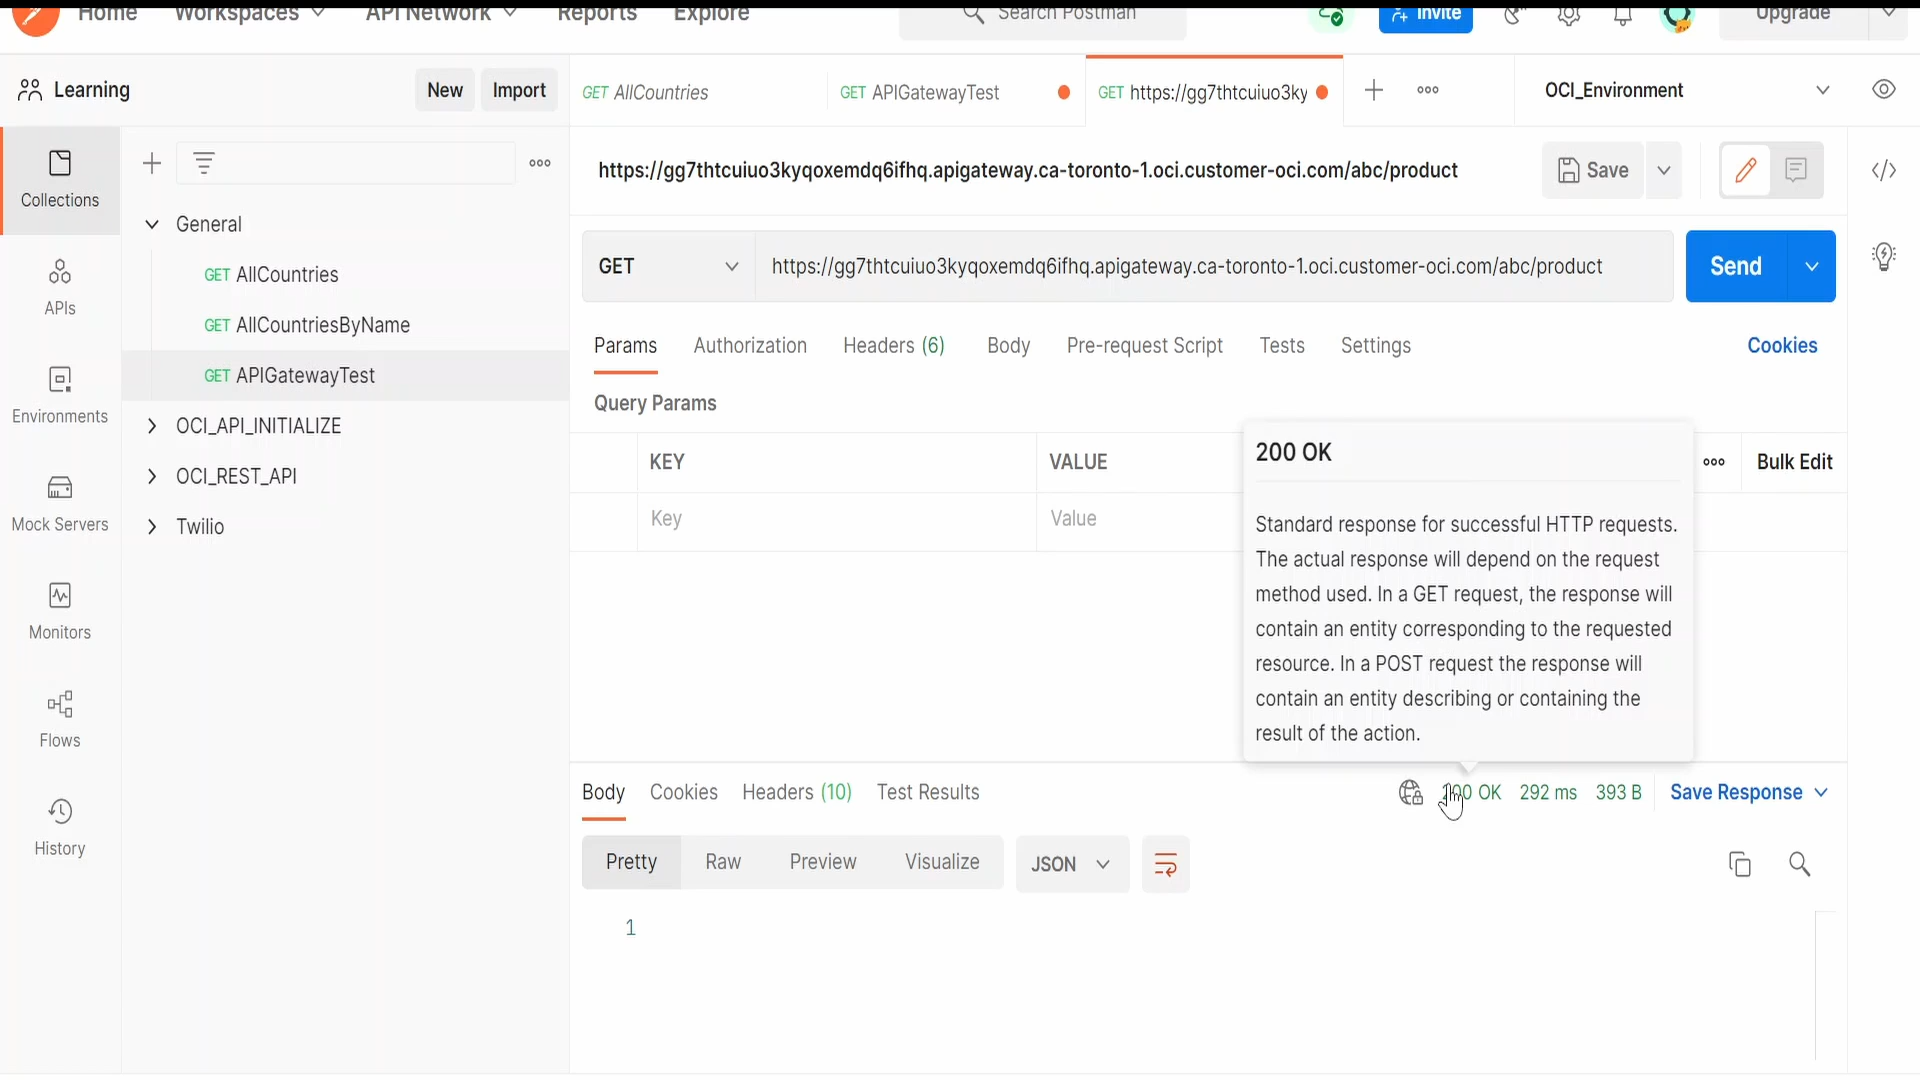 Home
Workspaces
API Network
Reports
Explore
Search Postman
Invite
Upgrade
Learning
New
Import
GET AllCountries
GET APIGatewayTest
GET https://gg7thtcuiuo3ky
OCI_Environment
Collections
APIs
Environments
Mock Servers
Monitors
Flows
History
General
GET AllCountries
GET AllCountriesByName
GET APIGatewayTest
OCI_API_INITIALIZE
OCI_REST_API
Twilio
https://gg7thtcuiuo3kyqoxemdq6ifhq.apigateway.ca-toronto-1.oci.customer-oci.com/abc/product
Save
GET
https://gg7thtcuiuo3kyqoxemdq6ifhq.apigateway.ca-toronto-1.oci.customer-oci.com/abc/product
Send
Params
Authorization
Headers (6)
Body
Pre-request Script
Tests
Settings
Cookies
Query Params
KEY
VALUE
Bulk Edit
Key
Value
200 OK
Standard response for successful HTTP requests.
The actual response will depend on the request
method used. In a GET request, the response will
contain an entity corresponding to the requested
resource. In a POST request the response will
contain an entity describing or containing the
result of the action.
Body
Cookies
Headers (10)
Test Results
200 OK
292 ms
393 B
Save Response
Pretty
Raw
Preview
Visualize
JSON
1